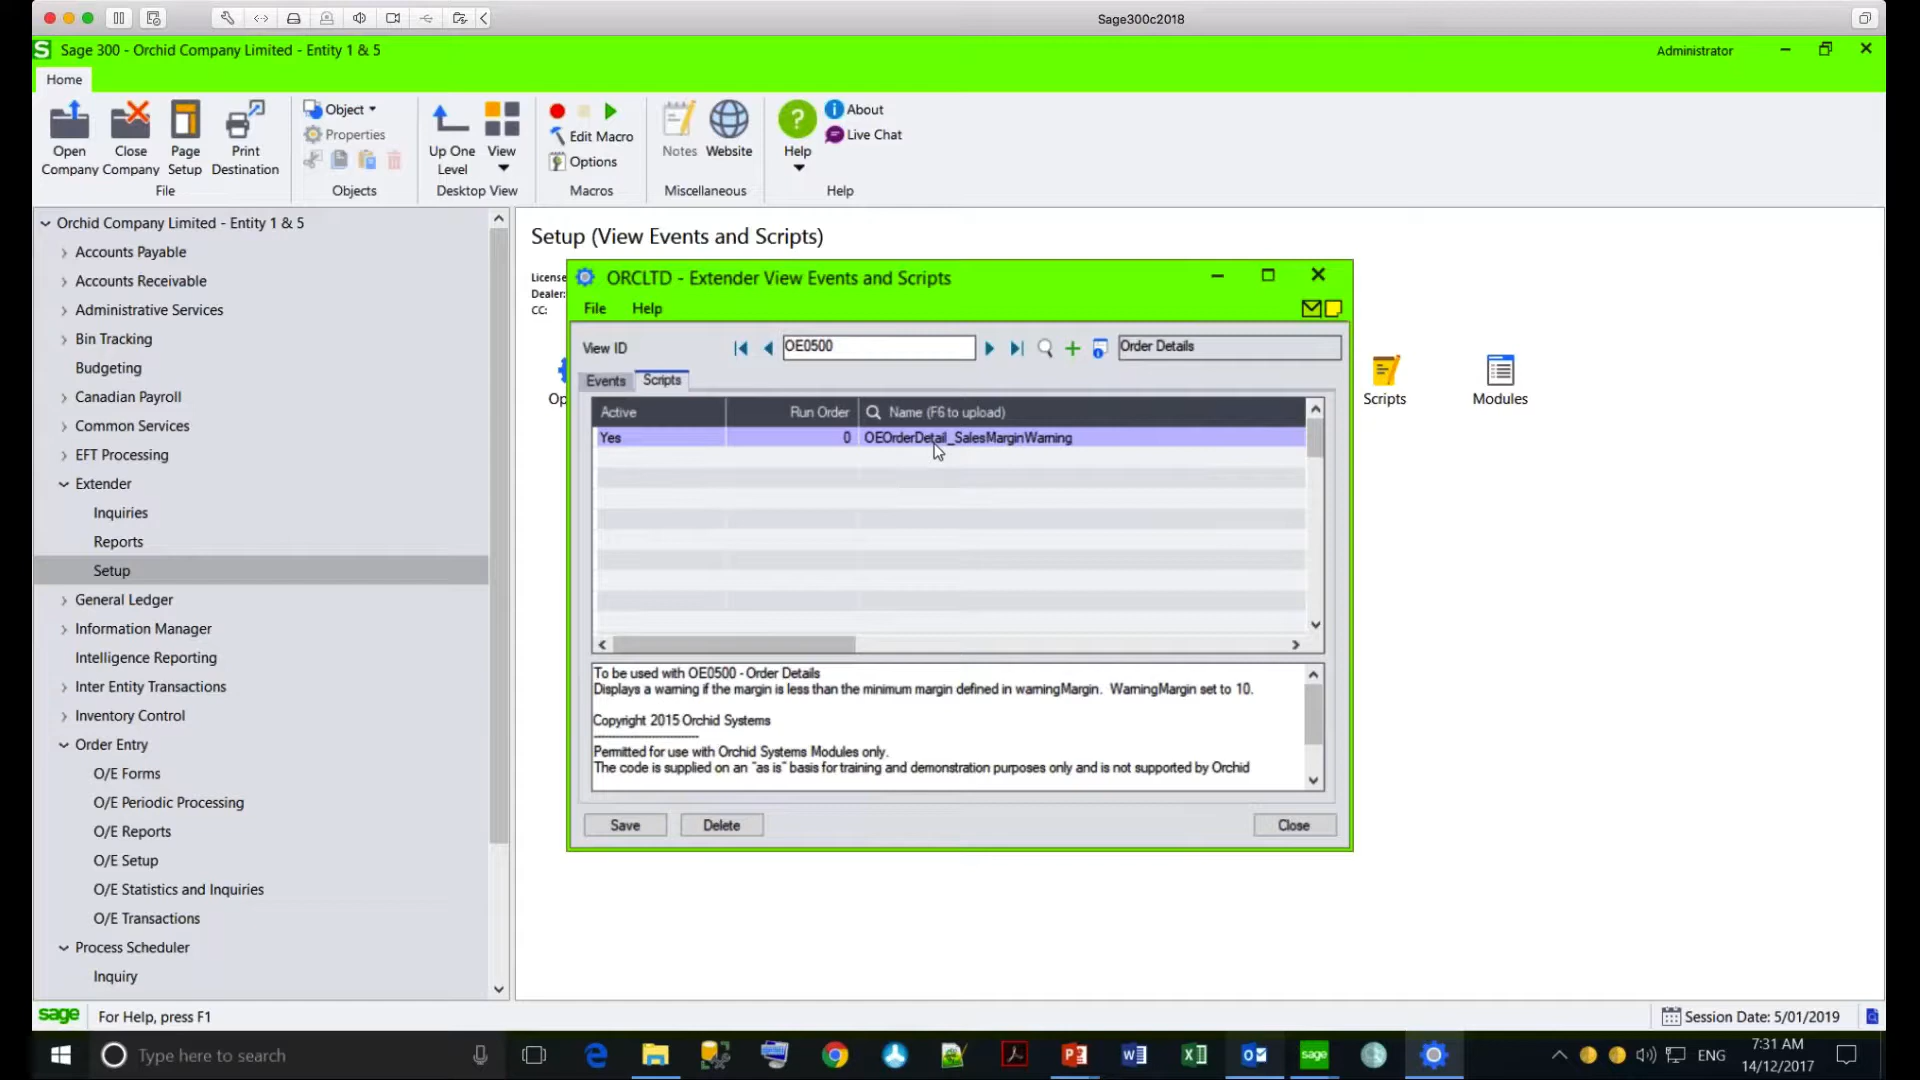 Sage300c2018
S Sage 300 - Orchid Company Limited - Entity 1 & 5
Administrator
Home
Open Company
Close Company
Page Setup
Print Destination
File
Object
Properties
Objects
Up One Level
View
Desktop View
Edit Macro
Options
Macros
Notes
Website
Miscellaneous
? Help
i About
Live Chat
Help
Orchid Company Limited - Entity 1 & 5
Accounts Payable
Accounts Receivable
Administrative Services
Bin Tracking
Budgeting
Canadian Payroll
Common Services
EFT Processing
Extender
Inquiries
Reports
Setup
General Ledger
Information Manager
Intelligence Reporting
Inter Entity Transactions
Inventory Control
Order Entry
O/E Forms
O/E Periodic Processing
O/E Reports
O/E Setup
O/E Statistics and Inquiries
O/E Transactions
Process Scheduler
Inquiry
Setup (View Events and Scripts)
License
Dealer:
CC:
Op
Scripts
Modules
ORCLTD - Extender View Events and Scripts
File Help
View ID OE0500 Order Details
Events Scripts
Active Run Order Name (F6 to upload)
Yes 0 OEOrderDetail_SalesMarginWarning
To be used with OE0500 - Order Details
Displays a warning if the margin is less than the minimum margin defined in warningMargin. WarningMargin set to 10.
Copyright 2015 Orchid Systems
------------------------------
Permitted for use with Orchid Systems Modules only.
The code is supplied on an "as is" basis for training and demonstration purposes only and is not supported by Orchid
Save Delete Close
sage For Help, press F1
Session Date: 5/01/2019
Type here to search
sage
ENG
7:31 AM
14/12/2017